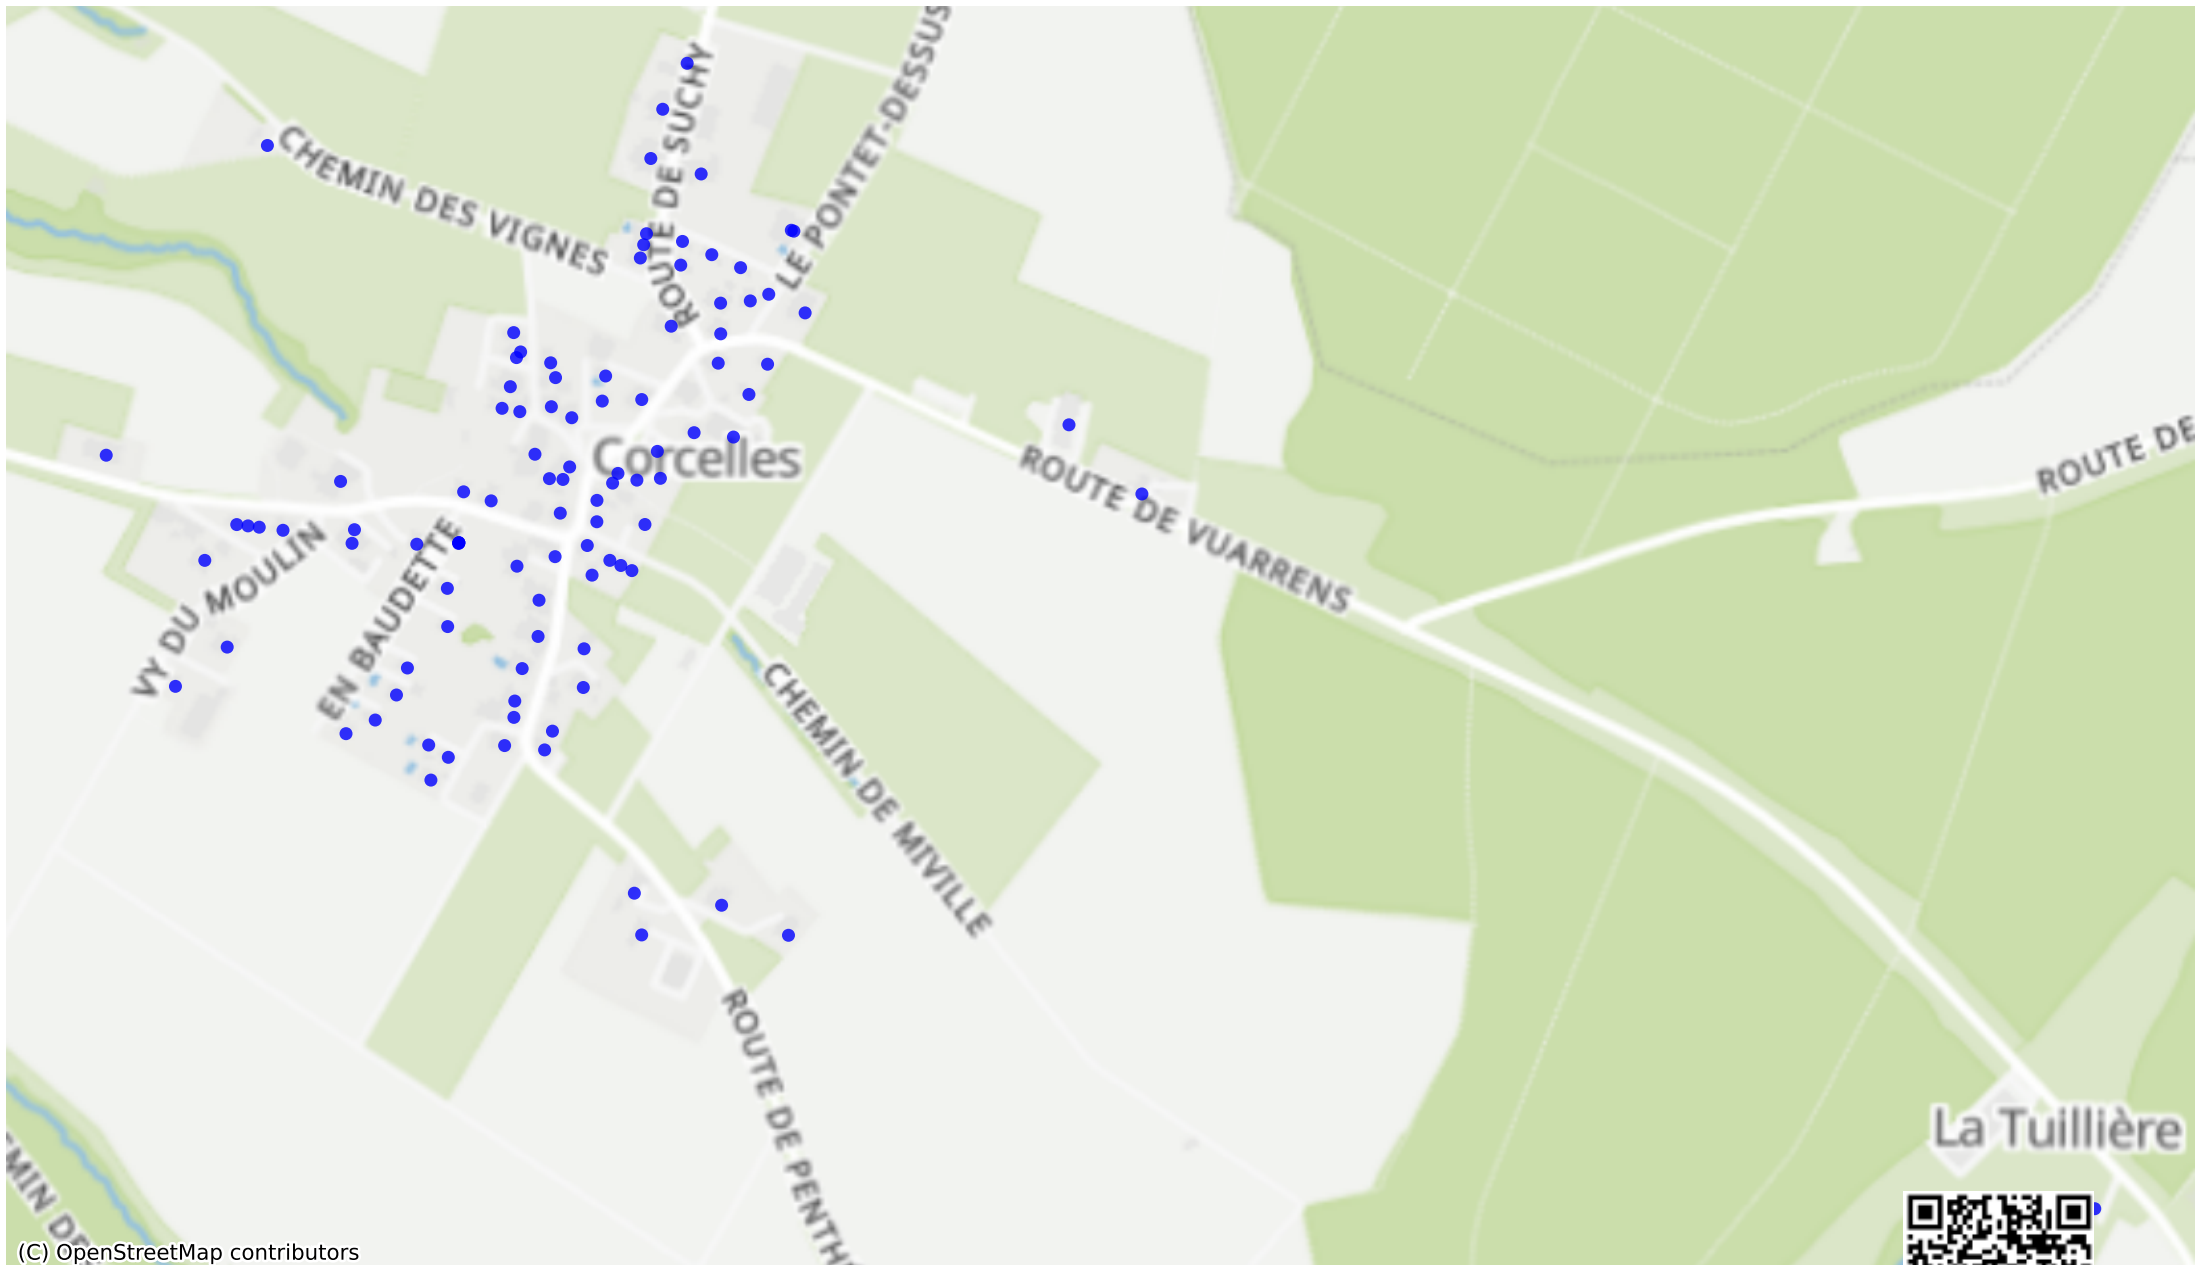 ROUTE DE SUCHY
LE PONTET-DESSUS
CHEMIN DES VIGNES
Corcelles
ROUTE DE VUARRENS
ROUTE DE
VY DU MOULIN
EN BAUDETTE
CHEMIN DE MIVILLE
ROUTE DE PENTH
La Tuillière
(C) OpenStreetMap contributors